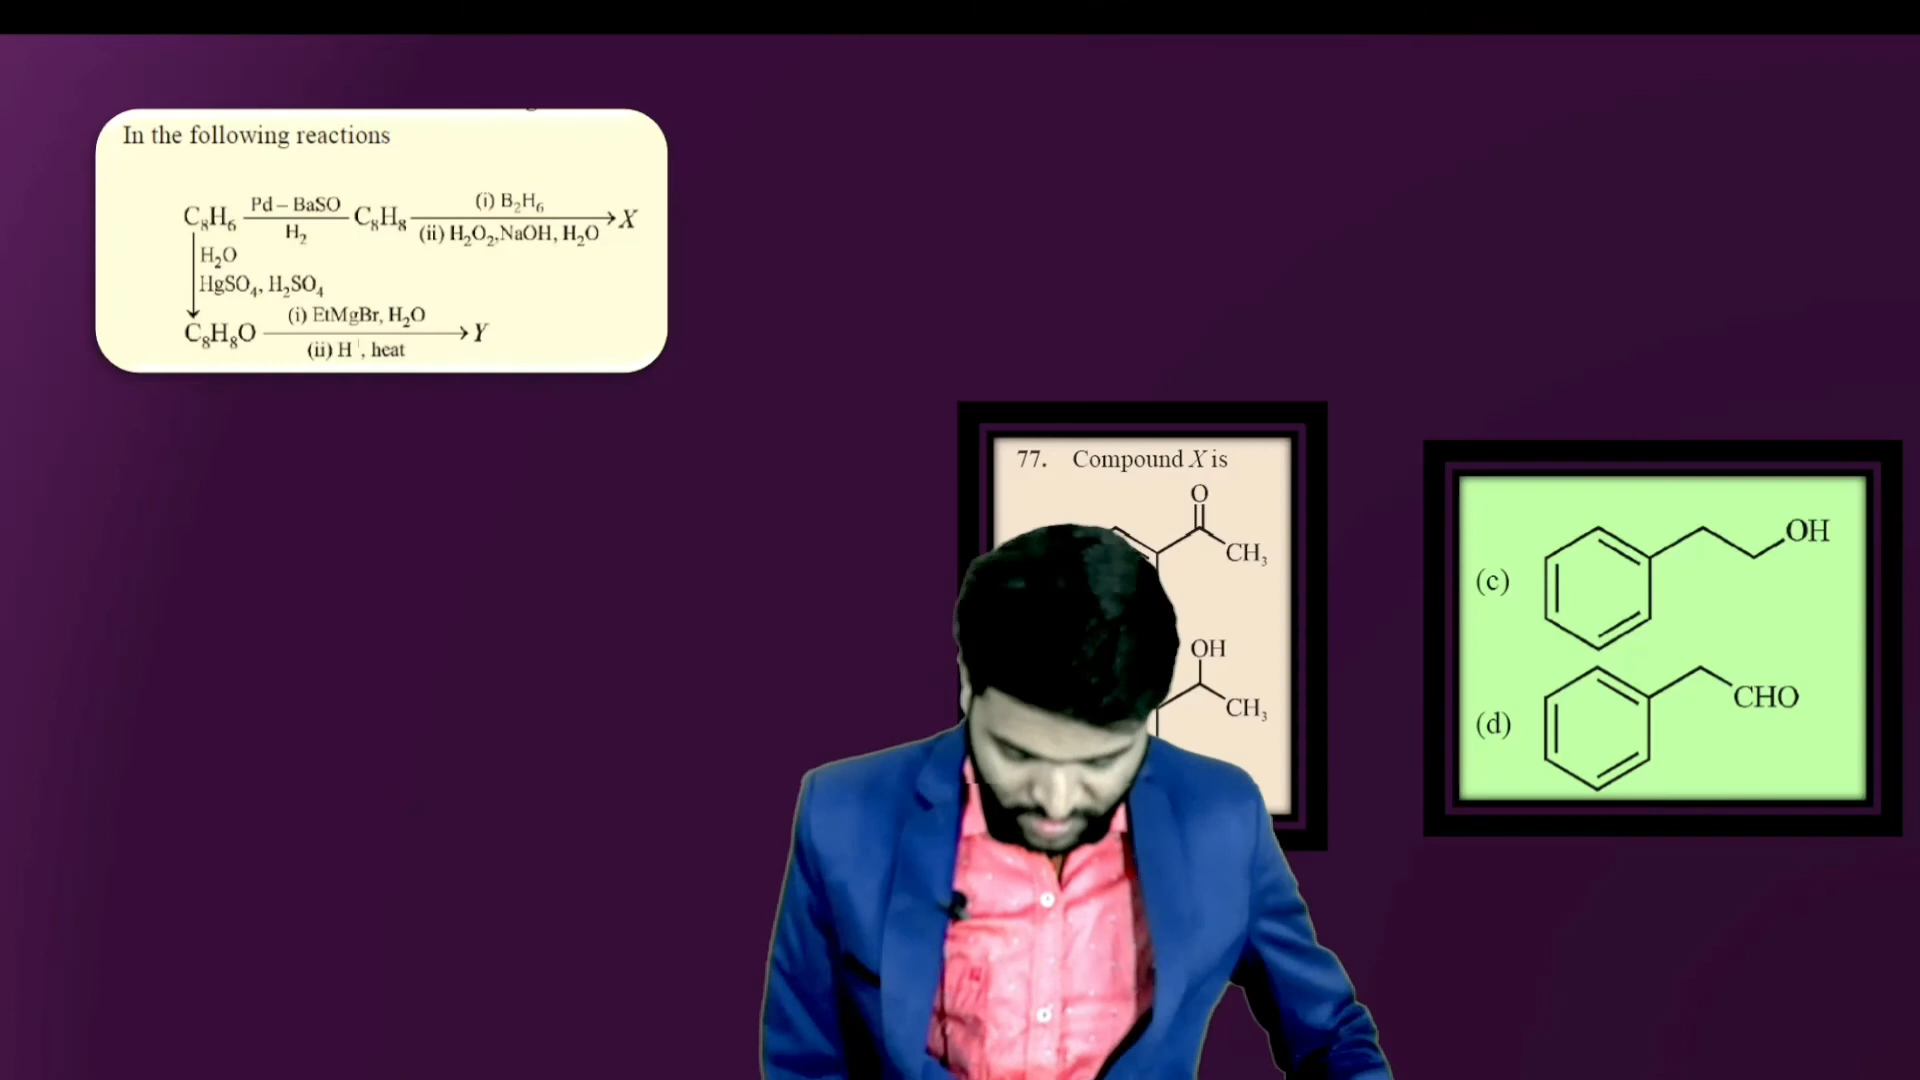 In the following reactions
C₈H₆ Pd – BaSO H₂ C₈H₈ (i) B₂H₆ (ii) H₂O₂,NaOH, H₂O X
H₂O
HgSO₄, H₂SO₄
C₈H₈O (i) EtMgBr, H₂O (ii) H⁺, heat Y
77. Compound X is
O
CH₃
OH
CH₃
(c) OH
(d) CHO